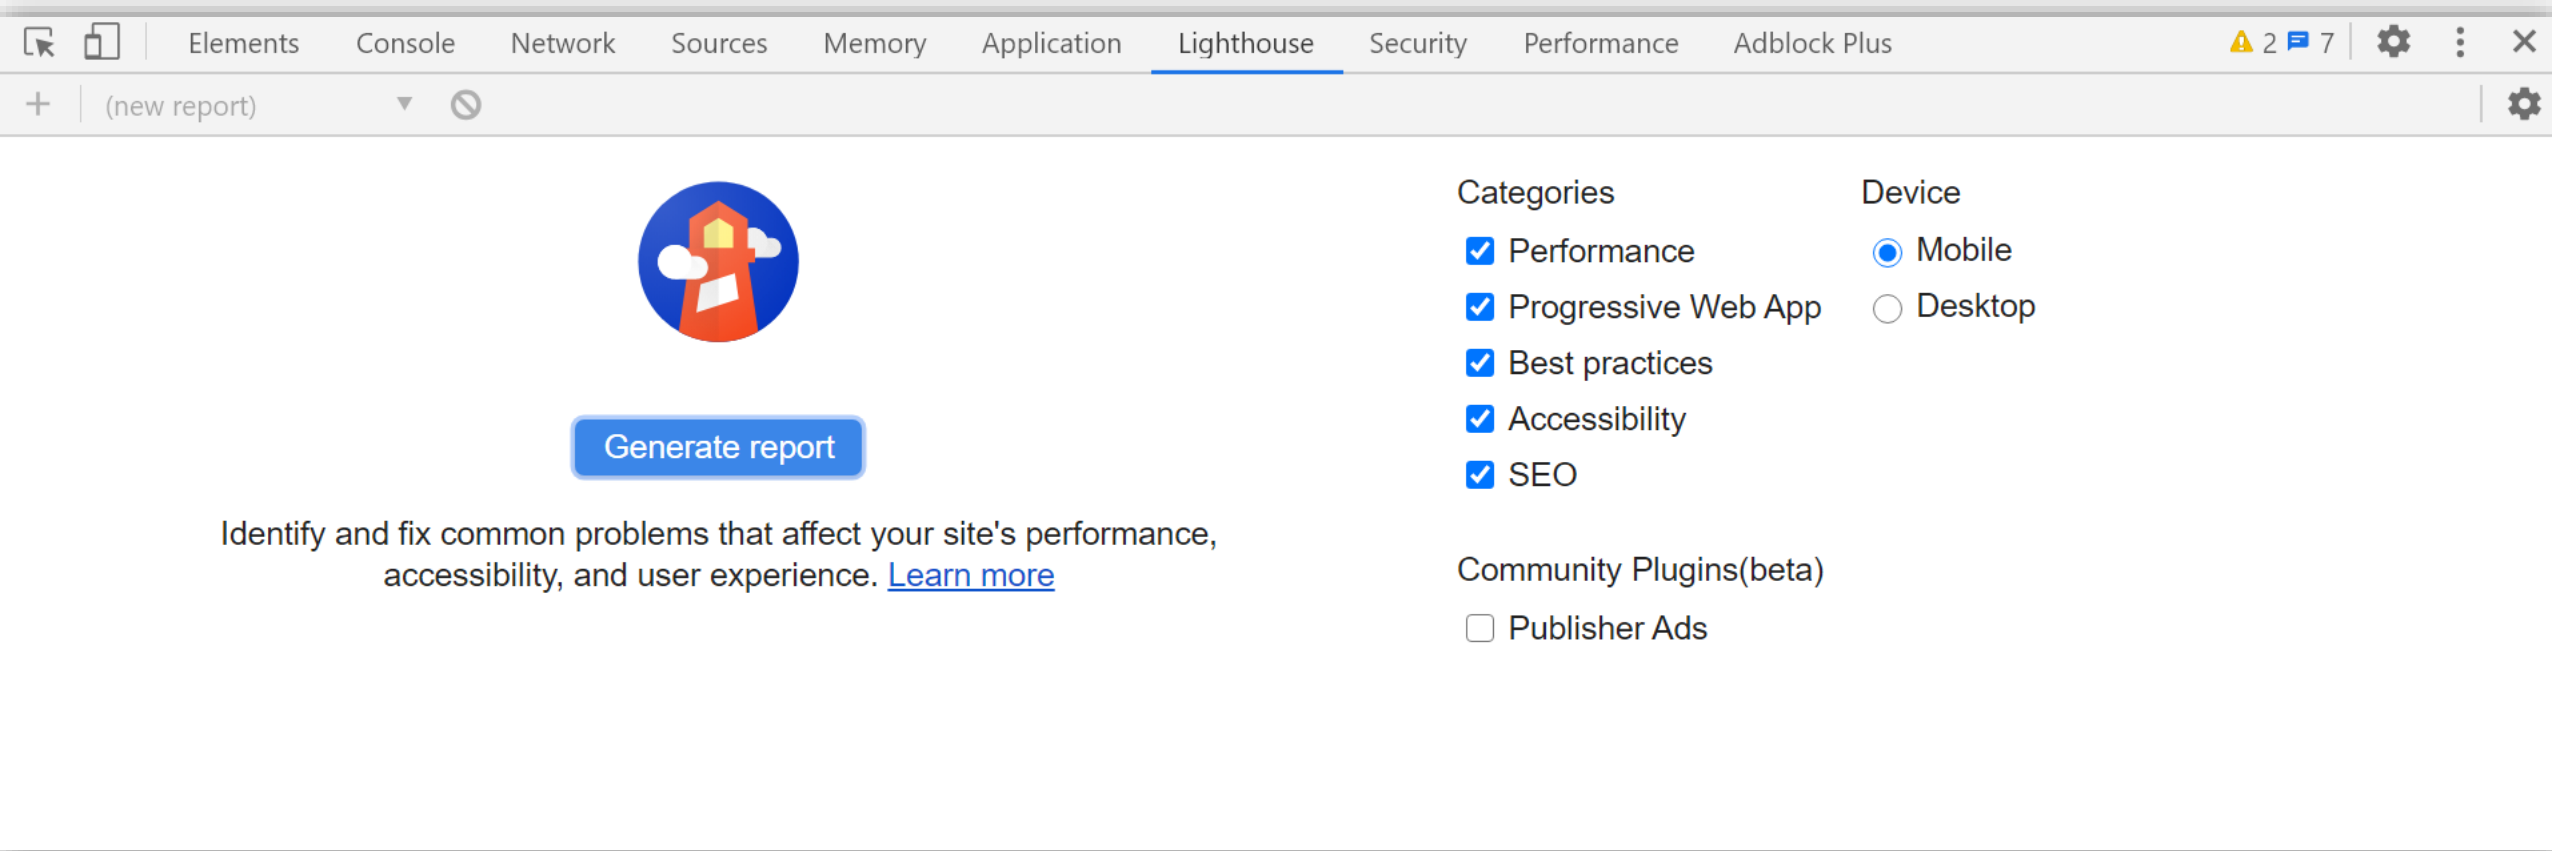 Elements Console Network Sources Memory Application Lighthouse Security Performance Adblock Plus 2 7
(new report)
Categories Device
Performance Mobile
Progressive Web App Desktop
Best practices
Accessibility
SEO
Generate report
Identify and fix common problems that affect your site's performance,
accessibility, and user experience. Learn more
Community Plugins(beta)
Publisher Ads